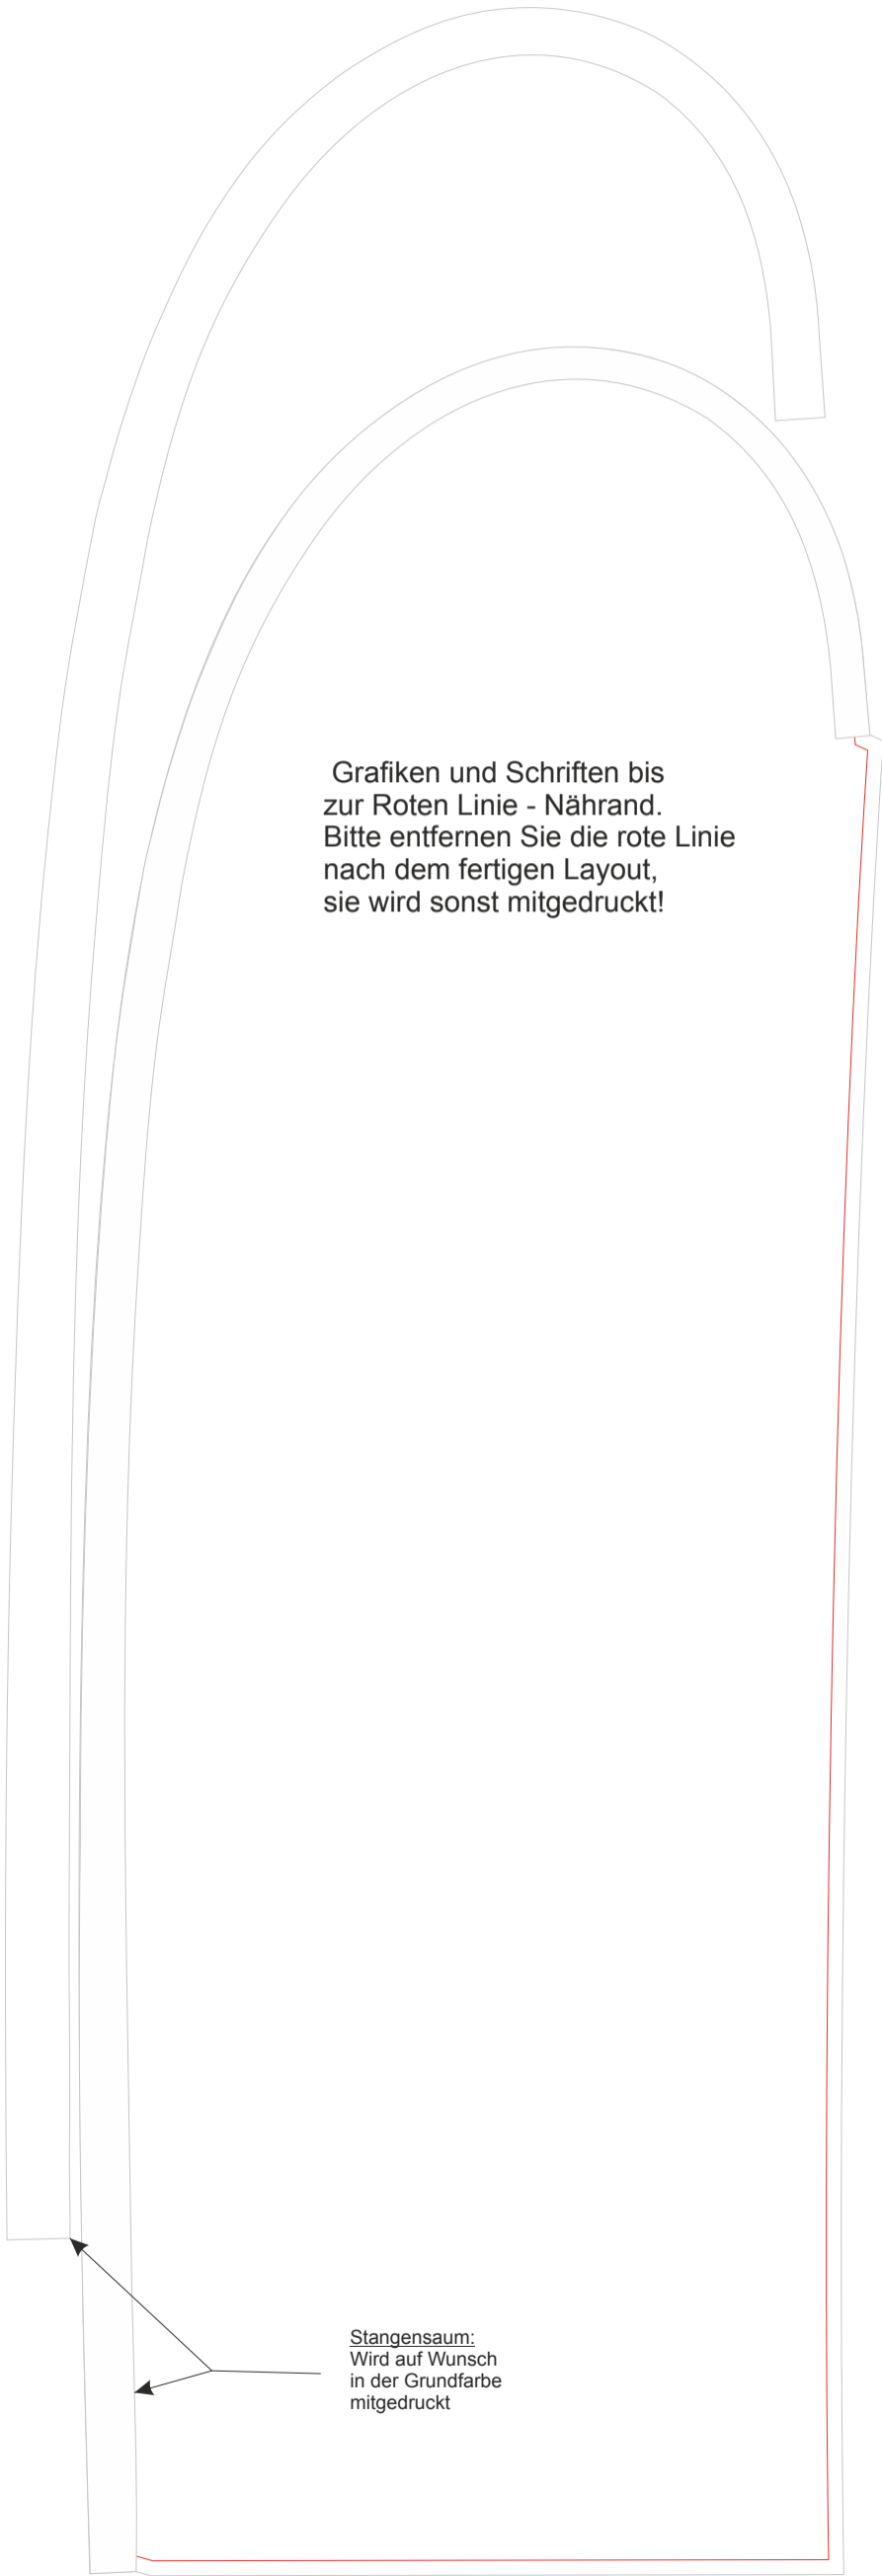 Grafiken und Schriften bis
zur Roten Linie - Nährand.
Bitte entfernen Sie die rote Linie
nach dem fertigen Layout,
sie wird sonst mitgedruckt!
Stangensaum:
Wird auf Wunsch
in der Grundfarbe
mitgedruckt